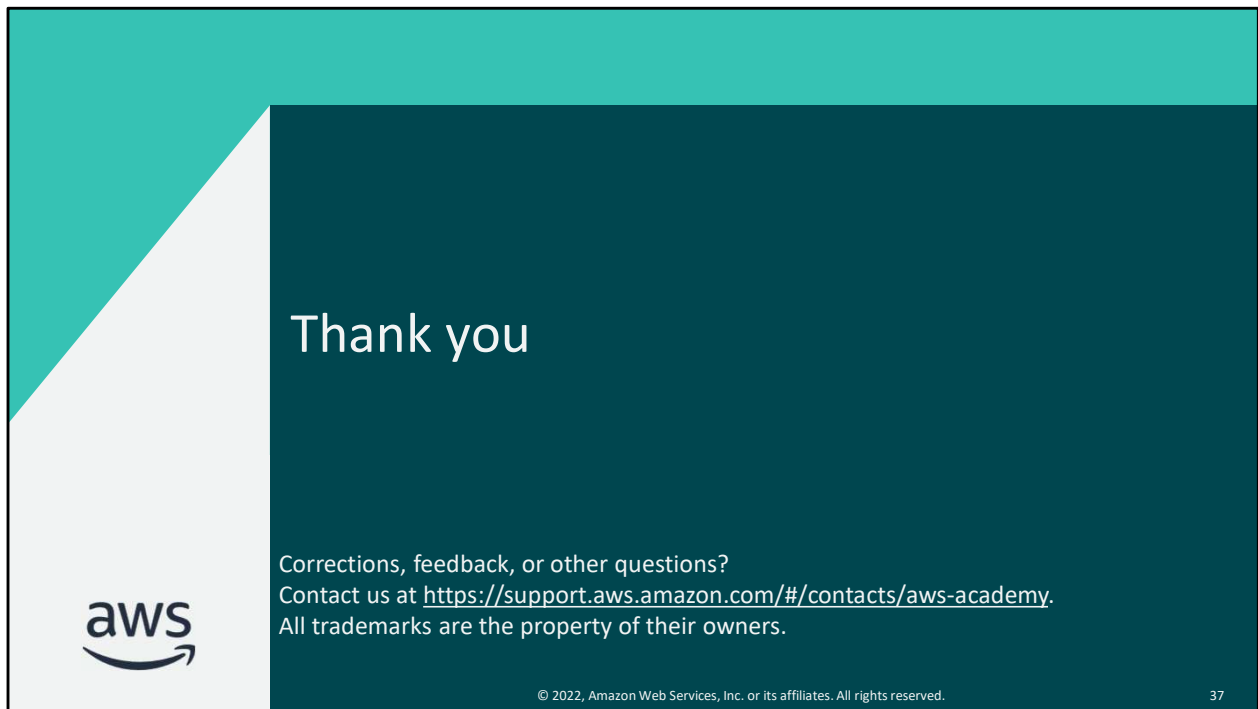 Thank you
Corrections, feedback, or other questions?
Contact us at https://support.aws.amazon.com/#/contacts/aws-academy.
All trademarks are the property of their owners.
aws
© 2022, Amazon Web Services, Inc. or its affiliates. All rights reserved.
37